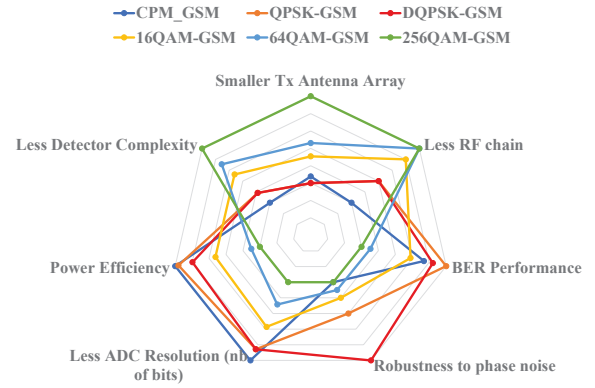 CPM_GSM QPSK-GSM DQPSK-GSM
16QAM-GSM 64QAM-GSM 256QAM-GSM
Smaller Tx Antenna Array
Less Detector Complexity Less RF chain
Power Efficiency BER Performance
Less ADC Resolution (nb
of bits) Robustness to phase noise